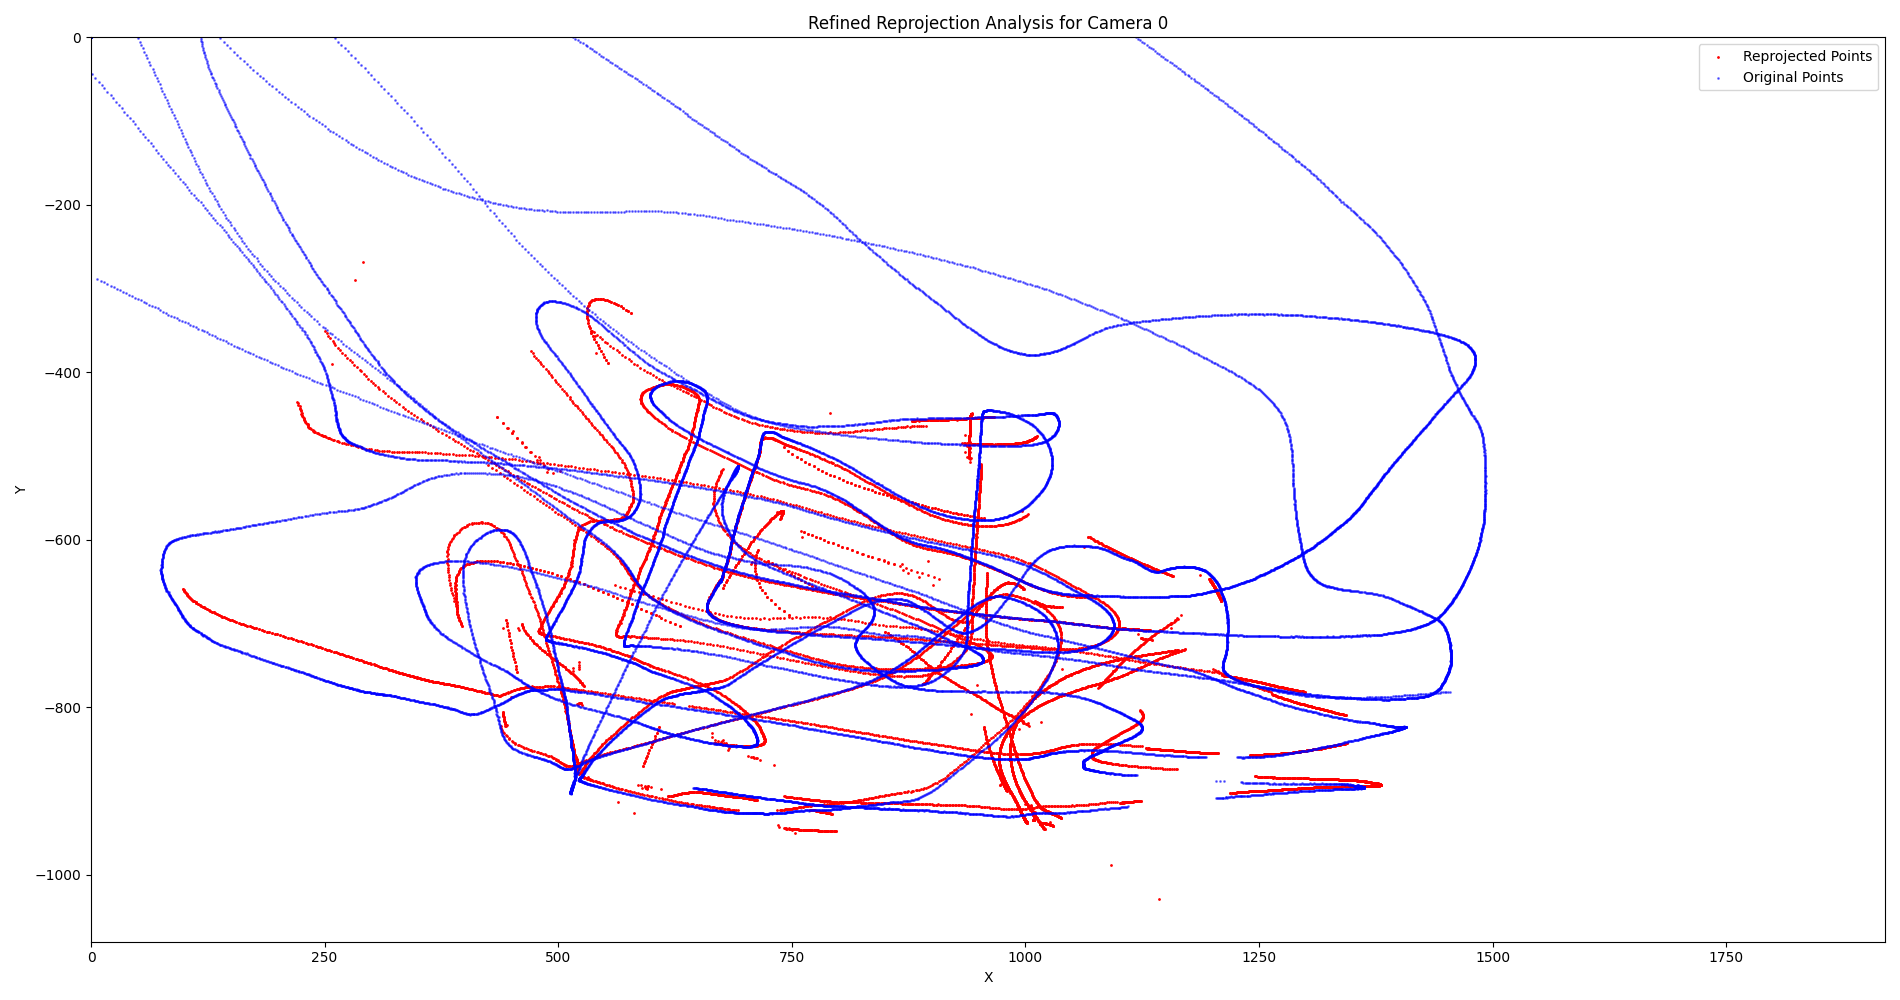 Refined Reprojection Analysis for Camera 0
Reprojected Points
Original Points
0
−200
−400
−600
−800
−1000
Y
0
250
500
750
1000
1250
1500
1750
X